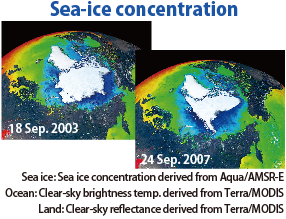 Sea-ice concentration
18 Sep. 2003
24 Sep. 2007
Sea ice: Sea ice concentration derived from Aqua/AMSR-E
Ocean: Clear-sky brightness temp. derived from Terra/MODIS
Land: Clear-sky reflectance derived from Terra/MODIS